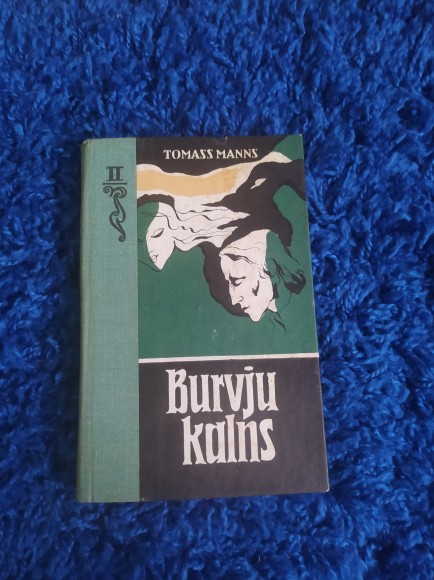 II
TOMASS MANNS
Burvju
kalns